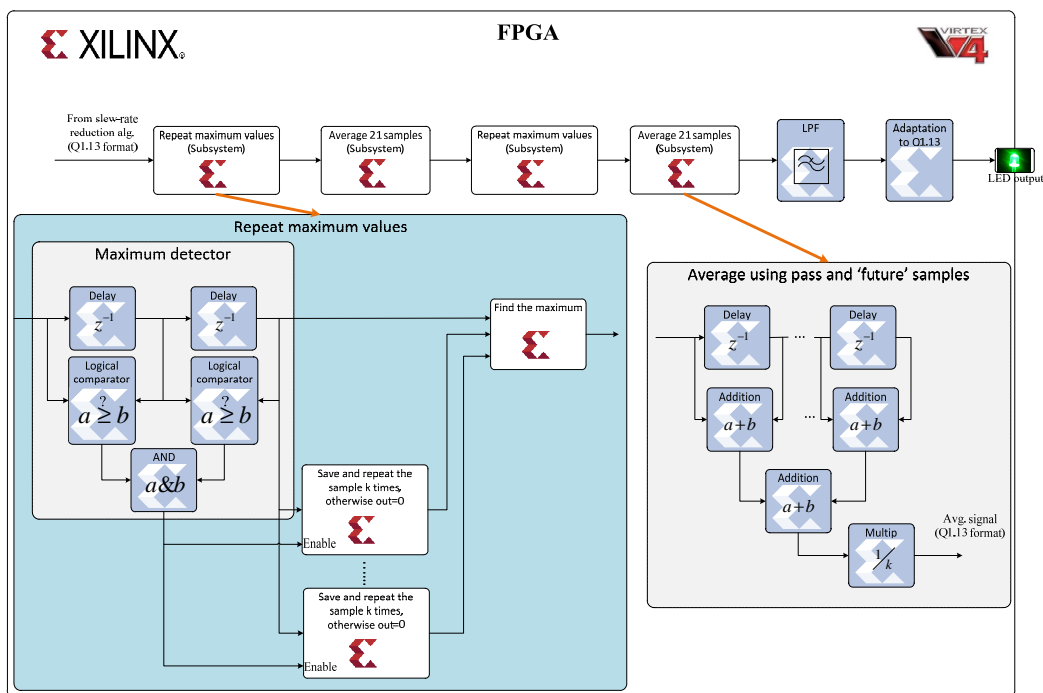 FPGA
XILINX®
VIRTEX
V4
From slew-rate
reduction alg.
(Q1.13 format)
Repeat maximum values
(Subsystem)
Average 21 samples
(Subsystem)
Repeat maximum values
(Subsystem)
Average 21 samples
(Subsystem)
LPF
Adaptation
to Q1.13
LED output
Repeat maximum values
Maximum detector
Delay
z⁻¹
Delay
z⁻¹
Logical
comparator
?
a ≥ b
Logical
comparator
?
a ≥ b
AND
a&b
Find the maximum
Save and repeat the
sample k times,
otherwise out=0
Enable
Save and repeat the
sample k times,
otherwise out=0
Enable
Average using pass and ‘future’ samples
Delay
z⁻¹
...
Delay
z⁻¹
Addition
a+b
...
Addition
a+b
Addition
a+b
Multip
1/k
Avg. signal
(Q1.13 format)